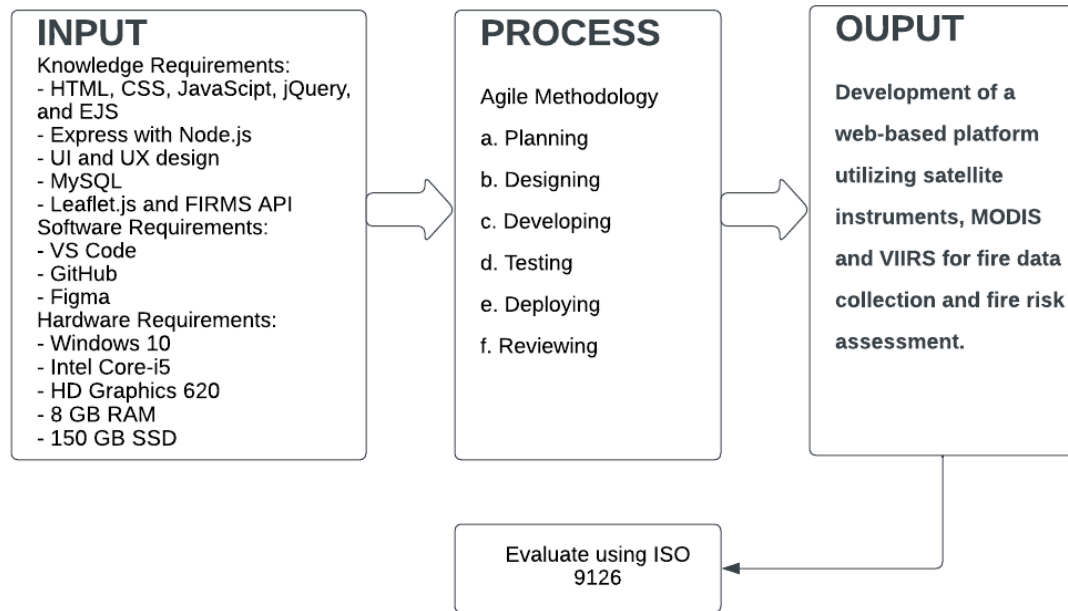 INPUT
Knowledge Requirements:
- HTML, CSS, JavaScipt, jQuery,
and EJS
- Express with Node.js
- UI and UX design
- MySQL
- Leaflet.js and FIRMS API
Software Requirements:
- VS Code
- GitHub
- Figma
Hardware Requirements:
- Windows 10
- Intel Core-i5
- HD Graphics 620
- 8 GB RAM
- 150 GB SSD
PROCESS
Agile Methodology
a. Planning
b. Designing
c. Developing
d. Testing
e. Deploying
f. Reviewing
OUPUT
Development of a
web-based platform
utilizing satellite
instruments, MODIS
and VIIRS for fire data
collection and fire risk
assessment.
Evaluate using ISO
9126